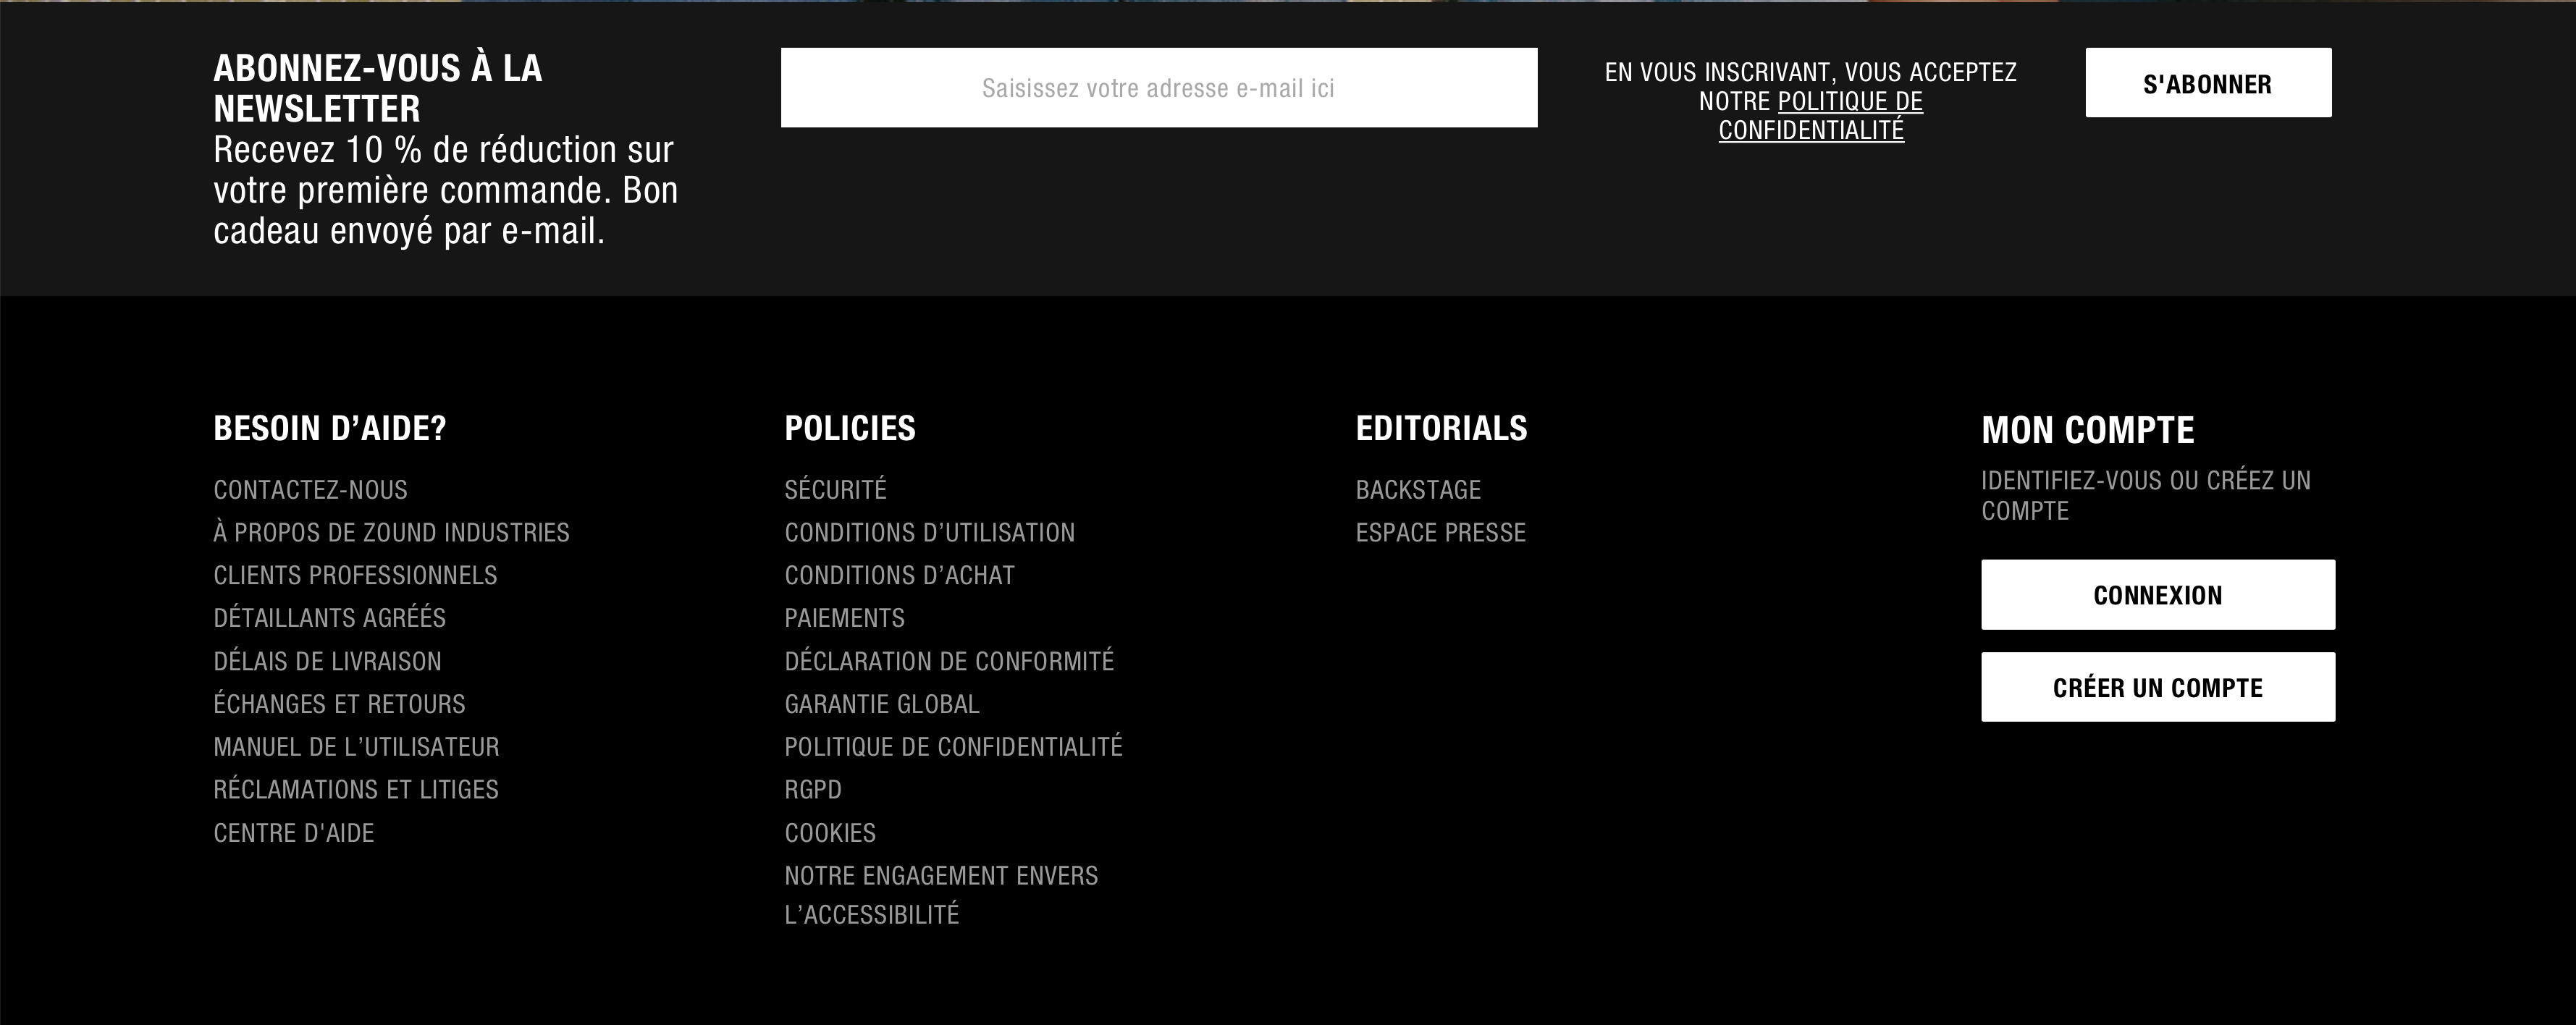 ABONNEZ-VOUS À LA
NEWSLETTER
Recevez 10 % de réduction sur
votre première commande. Bon
cadeau envoyé par e-mail.
Saisissez votre adresse e-mail ici
EN VOUS INSCRIVANT, VOUS ACCEPTEZ
NOTRE POLITIQUE DE
CONFIDENTIALITÉ
S'ABONNER
BESOIN D’AIDE?
CONTACTEZ-NOUS
À PROPOS DE ZOUND INDUSTRIES
CLIENTS PROFESSIONNELS
DÉTAILLANTS AGRÉÉS
DÉLAIS DE LIVRAISON
ÉCHANGES ET RETOURS
MANUEL DE L’UTILISATEUR
RÉCLAMATIONS ET LITIGES
CENTRE D'AIDE
POLICIES
SÉCURITÉ
CONDITIONS D’UTILISATION
CONDITIONS D’ACHAT
PAIEMENTS
DÉCLARATION DE CONFORMITÉ
GARANTIE GLOBAL
POLITIQUE DE CONFIDENTIALITÉ
RGPD
COOKIES
NOTRE ENGAGEMENT ENVERS
L’ACCESSIBILITÉ
EDITORIALS
BACKSTAGE
ESPACE PRESSE
MON COMPTE
IDENTIFIEZ-VOUS OU CRÉEZ UN
COMPTE
CONNEXION
CRÉER UN COMPTE